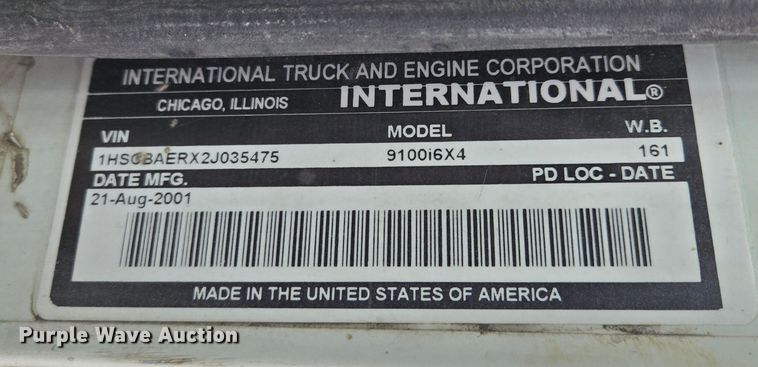 INTERNATIONAL TRUCK AND ENGINE CORPORATION
CHICAGO, ILLINOIS INTERNATIONAL®
VIN MODEL W.B.
1HSCBAERX2J035475 9100i6X4 161
DATE MFG. PD LOC - DATE
21-Aug-2001
MADE IN THE UNITED STATES OF AMERICA
Purple Wave Auction